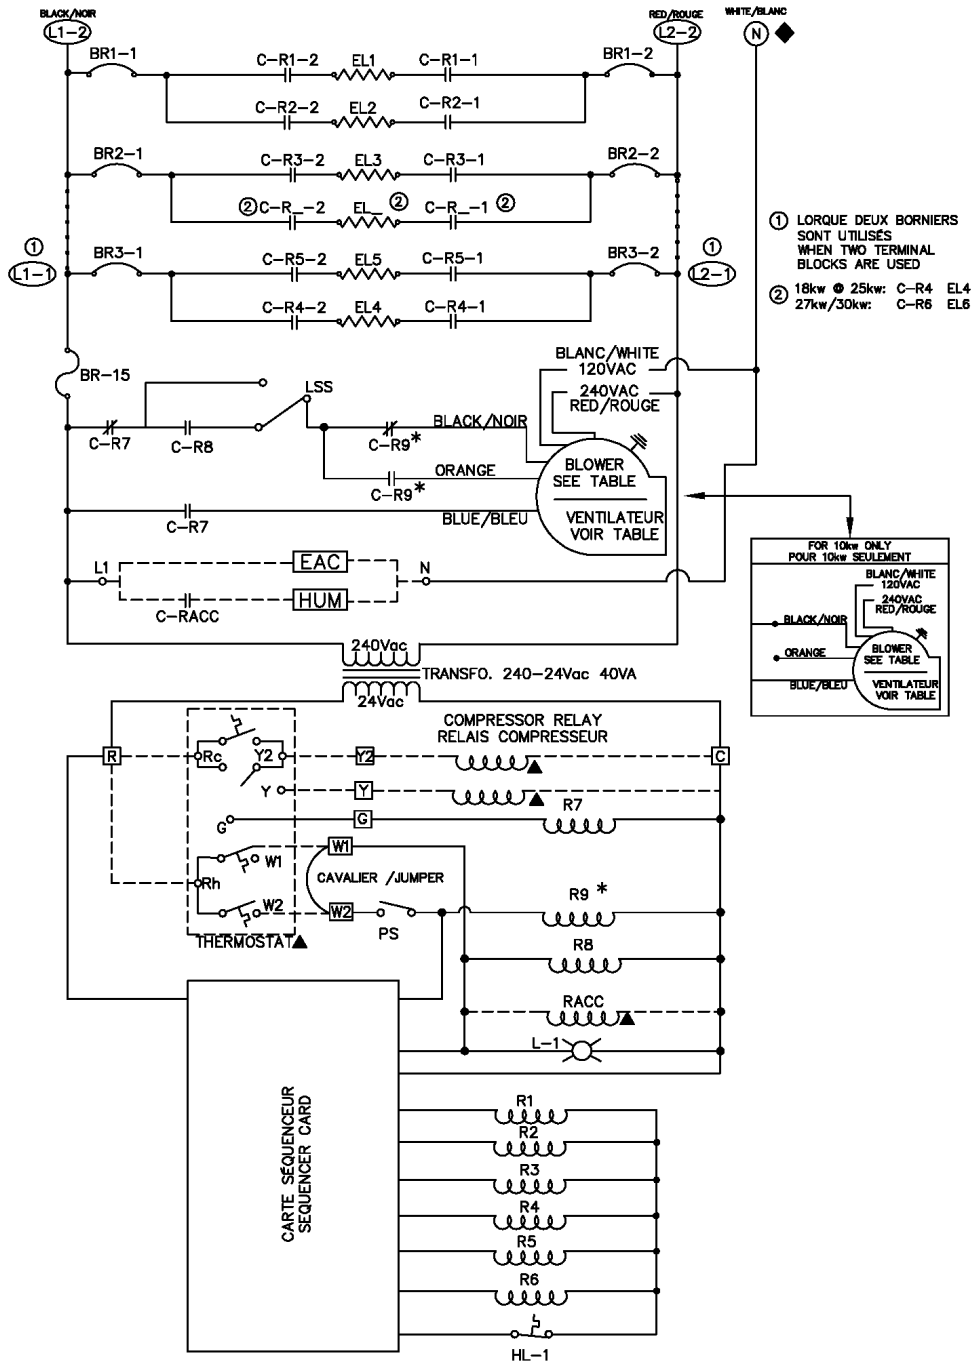 BLACK/NOIR
RED/ROUGE
WHITE/BLANC
L1-2
L2-2
N
BR1-1
C-R1-2
EL1
C-R1-1
BR1-2
C-R2-2
EL2
C-R2-1
BR2-1
C-R3-2
EL3
C-R3-1
BR2-2
② C-R_-2
EL_ ②
C-R_-1 ②
① LORQUE DEUX BORNIERS
SONT UTILISÉS
WHEN TWO TERMINAL
BLOCKS ARE USED
①
L1-1
BR3-1
C-R5-2
EL5
C-R5-1
BR3-2
①
L2-1
② 18kw @ 25kw: C-R4 EL4
27kw/30kw: C-R6 EL6
C-R4-2
EL4
C-R4-1
BR-15
BLANC/WHITE
120VAC
240VAC
RED/ROUGE
LSS
C-R7
C-R8
C-R9*
BLACK/NOIR
C-R9*
ORANGE
BLOWER
SEE TABLE
VENTILATEUR
VOIR TABLE
C-R7
BLUE/BLEU
L1
EAC
N
C-RACC
HUM
FOR 10kw ONLY
POUR 10kw SEULEMENT
BLANC/WHITE
120VAC
240VAC
RED/ROUGE
BLACK/NOIR
ORANGE
BLUE/BLEU
BLOWER
SEE TABLE
VENTILATEUR
VOIR TABLE
240Vac
TRANSFO. 240-24Vac 40VA
24Vac
COMPRESSOR RELAY
RELAIS COMPRESSEUR
R
Rc
Y2
Y2
C
Y
Y
G
G
R7
W1
W1
Rh
CAVALIER /JUMPER
W2
W2
PS
R9 *
THERMOSTAT
R8
RACC
L-1
CARTE SÉQUENCEUR
SEQUENCER CARD
R1
R2
R3
R4
R5
R6
HL-1